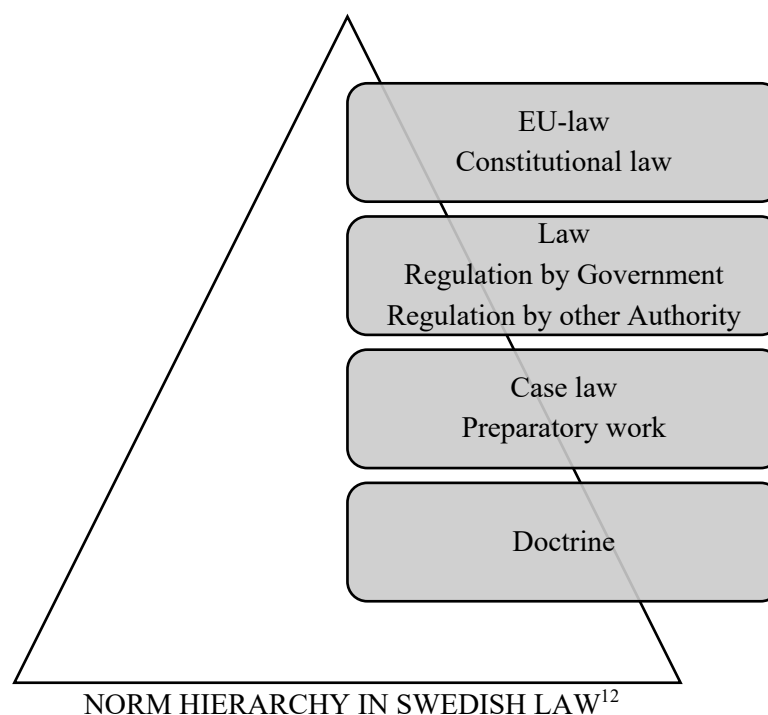 EU-law
Constitutional law
Law
Regulation by Government
Regulation by other Authority
Case law
Preparatory work
Doctrine
NORM HIERARCHY IN SWEDISH LAW¹²